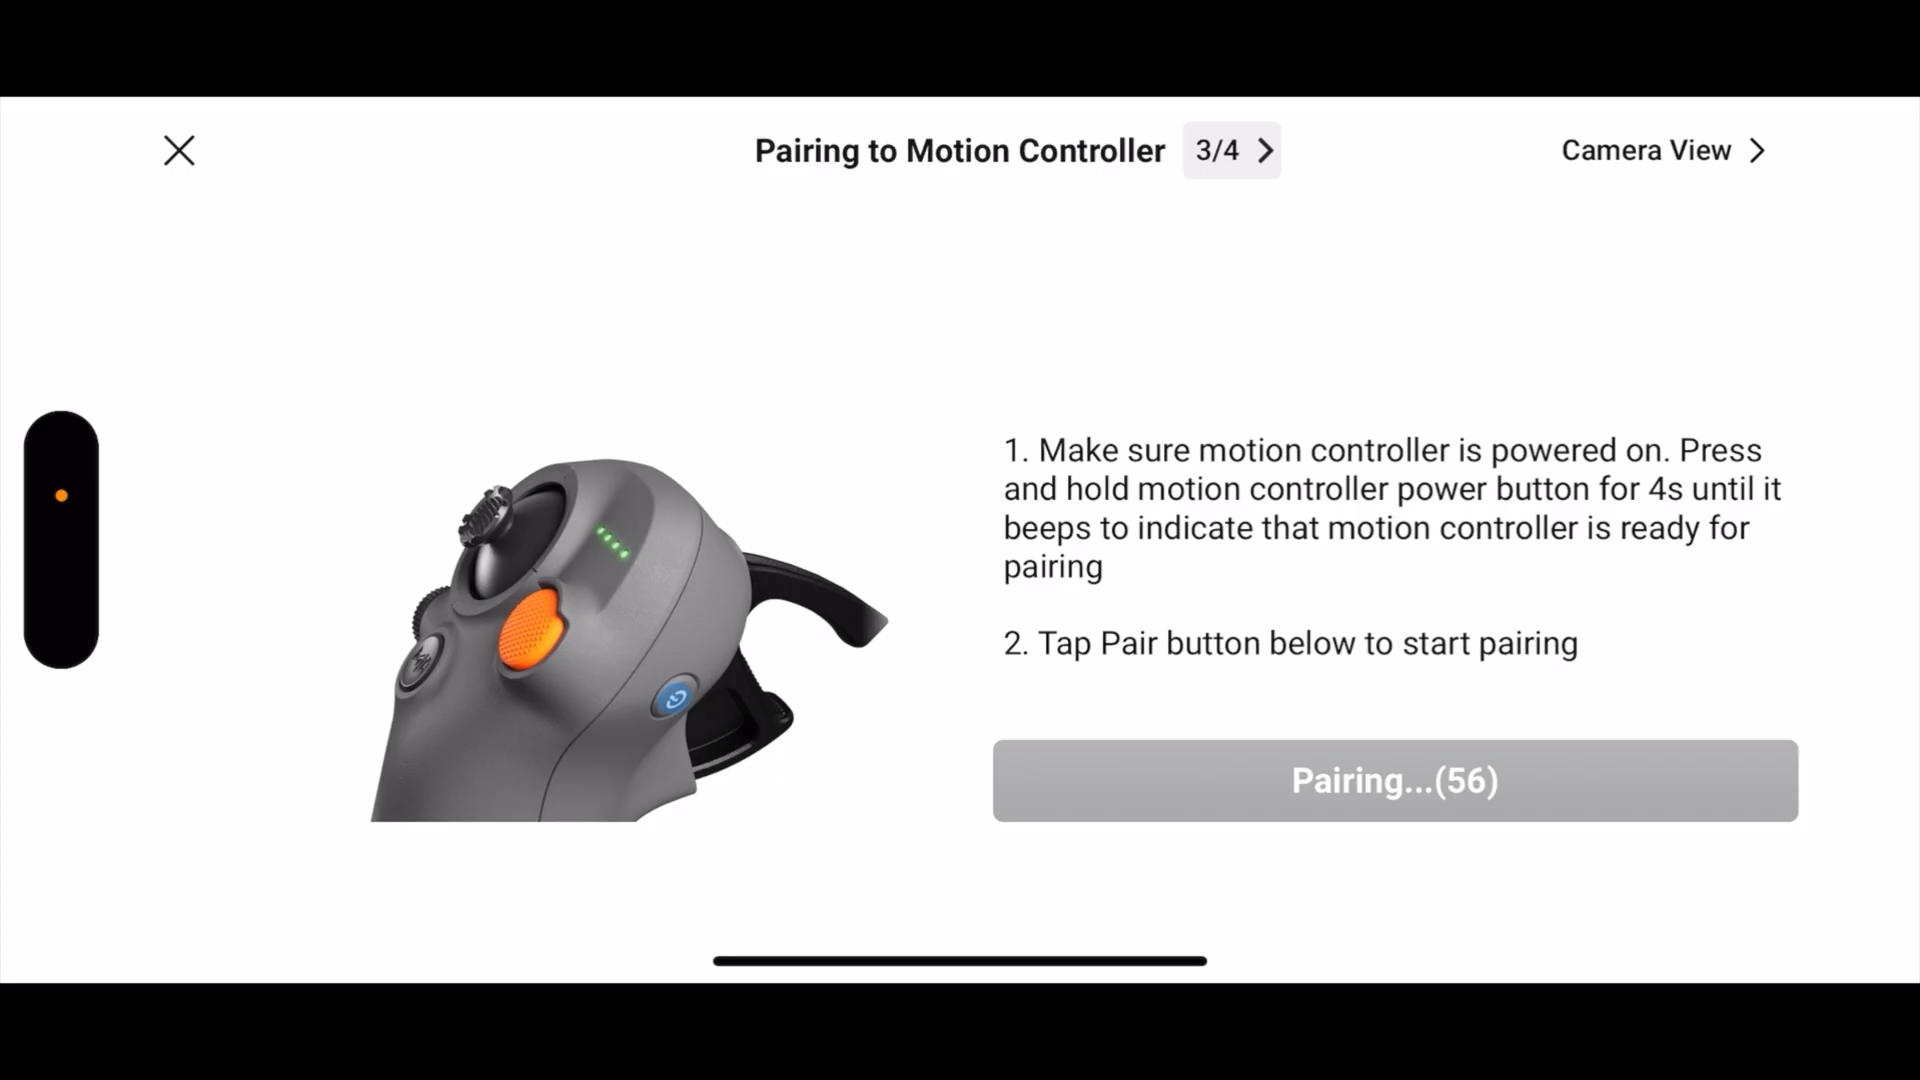 Pairing to Motion Controller
3/4
Camera View
1. Make sure motion controller is powered on. Press
and hold motion controller power button for 4s until it
beeps to indicate that motion controller is ready for
pairing
2. Tap Pair button below to start pairing
Pairing...(56)